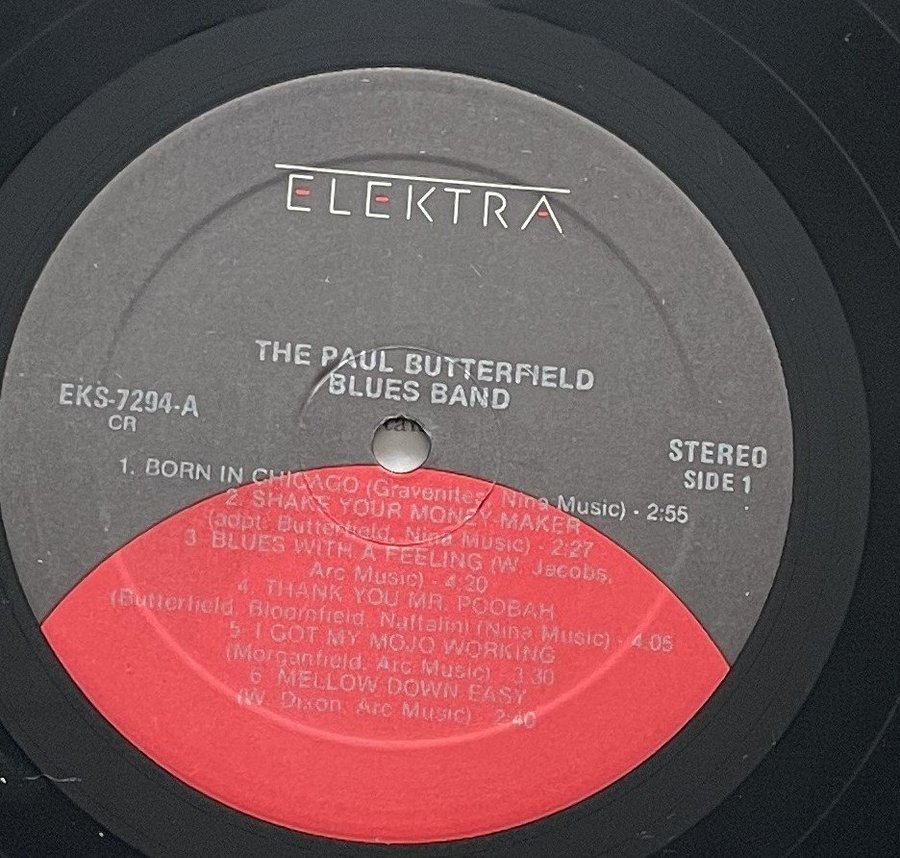 ELEKTRA
THE PAUL BUTTERFIELD
BLUES BAND
EKS-7294-A
CR
STEREO
SIDE 1
1. BORN IN CHICAGO (Gravenites, Nina Music) - 2:55
2. SHAKE YOUR MONEY-MAKER
(adpt. Butterfield, Nina Music) - 2:27
3 BLUES WITH A FEELING (W. Jacobs,
Arc Music) - 4:20
4. THANK YOU MR. POOBAH
(Butterfield, Bloomfield, Naftalin) (Nina Music) - 4:05
5. I GOT MY MOJO WORKING
(Morganfield, Arc Music) - 3:30
6 MELLOW DOWN EASY
(W. Dixon, Arc Music) - 2:40